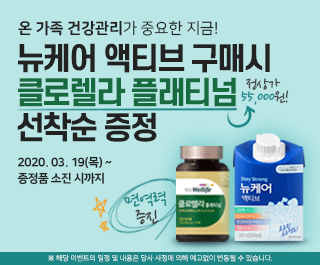 온 가족 건강관리가 중요한 지금!
뉴케어 액티브 구매시
클로렐라 플래티넘
정상가
55,000원!
선착순 증정
2020. 03. 19(목) ~
증정품 소진 시까지
면역력
증진
Wellife
클로렐라
플래티넘
Stay Strong
뉴케어
액티브
※ 해당 이벤트의 일정 및 내용은 당사 사정에 의해 예고없이 변동될 수 있습니다.